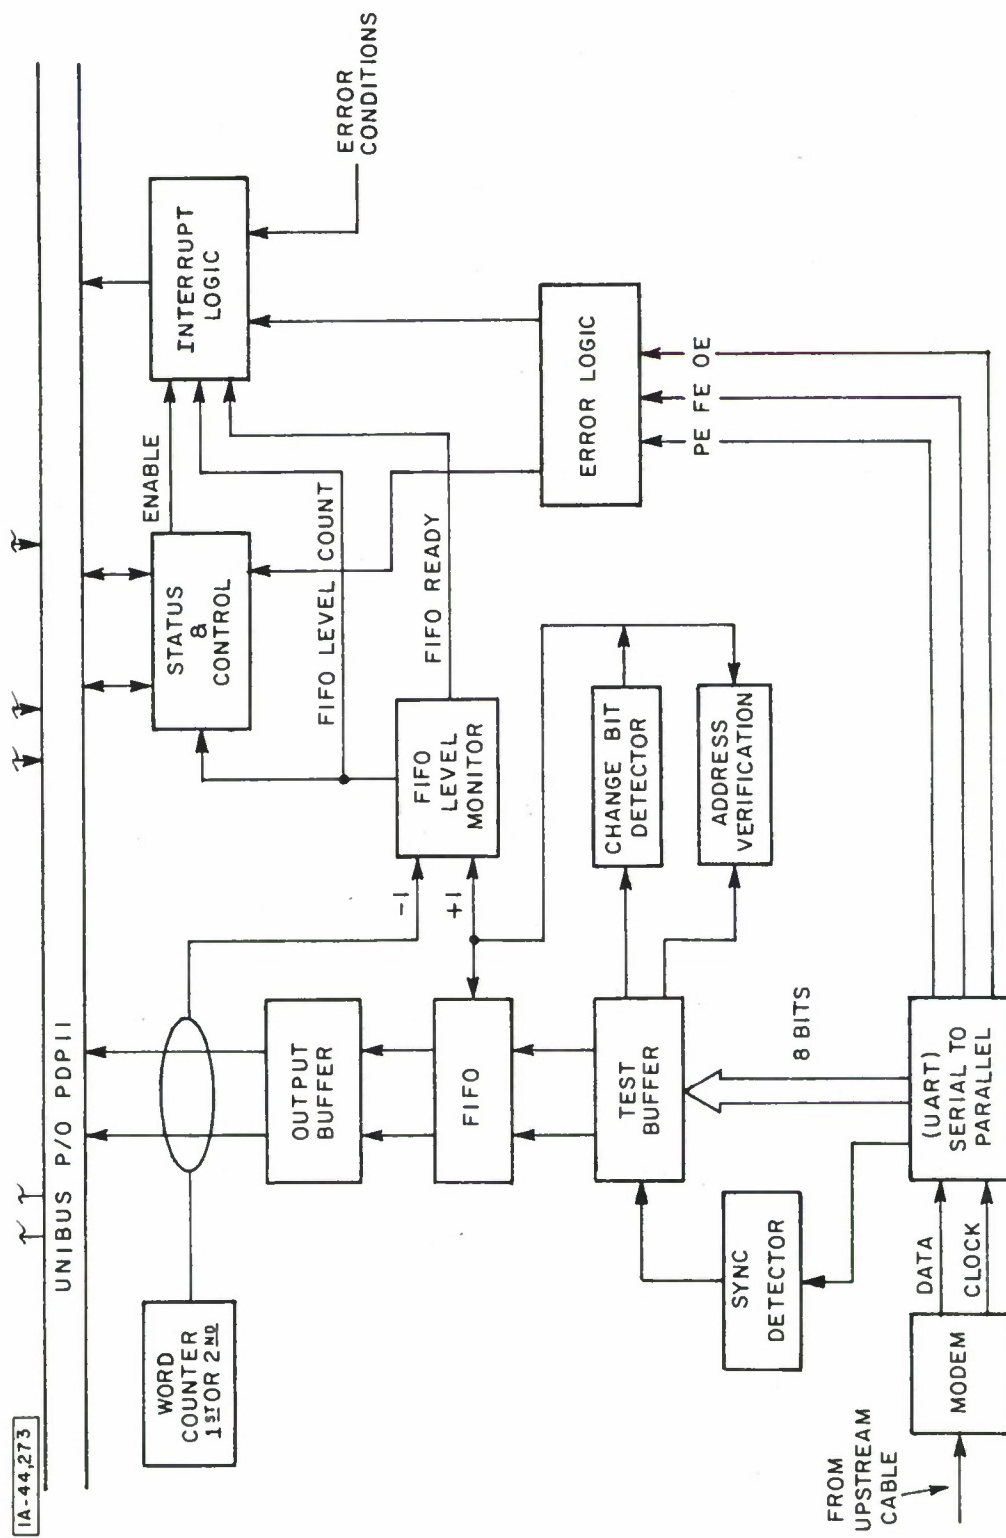 IA-44,273
UNIBUS P/O PDP11
WORD
COUNTER
1ST OR 2ND
OUTPUT
BUFFER
FIFO
TEST
BUFFER
SYNC
DETECTOR
FROM
UPSTREAM
CABLE
MODEM
DATA
CLOCK
(UART)
SERIAL TO
PARALLEL
8 BITS
-1
+1
FIFO
LEVEL
MONITOR
CHANGE BIT
DETECTOR
ADDRESS
VERIFICATION
STATUS
&
CONTROL
ENABLE
FIFO LEVEL COUNT
FIFO READY
INTERRUPT
LOGIC
ERROR
CONDITIONS
ERROR LOGIC
PE FE OE